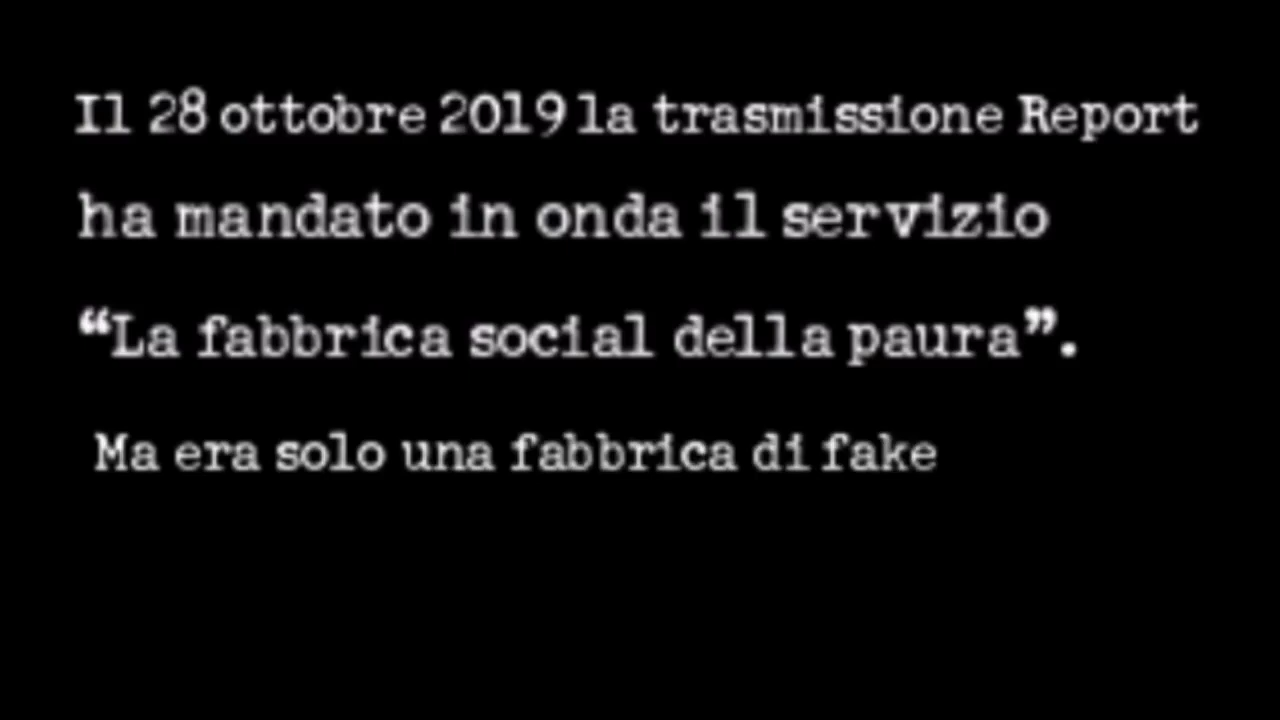 Il 28 ottobre 2019 la trasmissione Report
ha mandato in onda il servizio
“La fabbrica social della paura”.
Ma era solo una fabbrica di fake